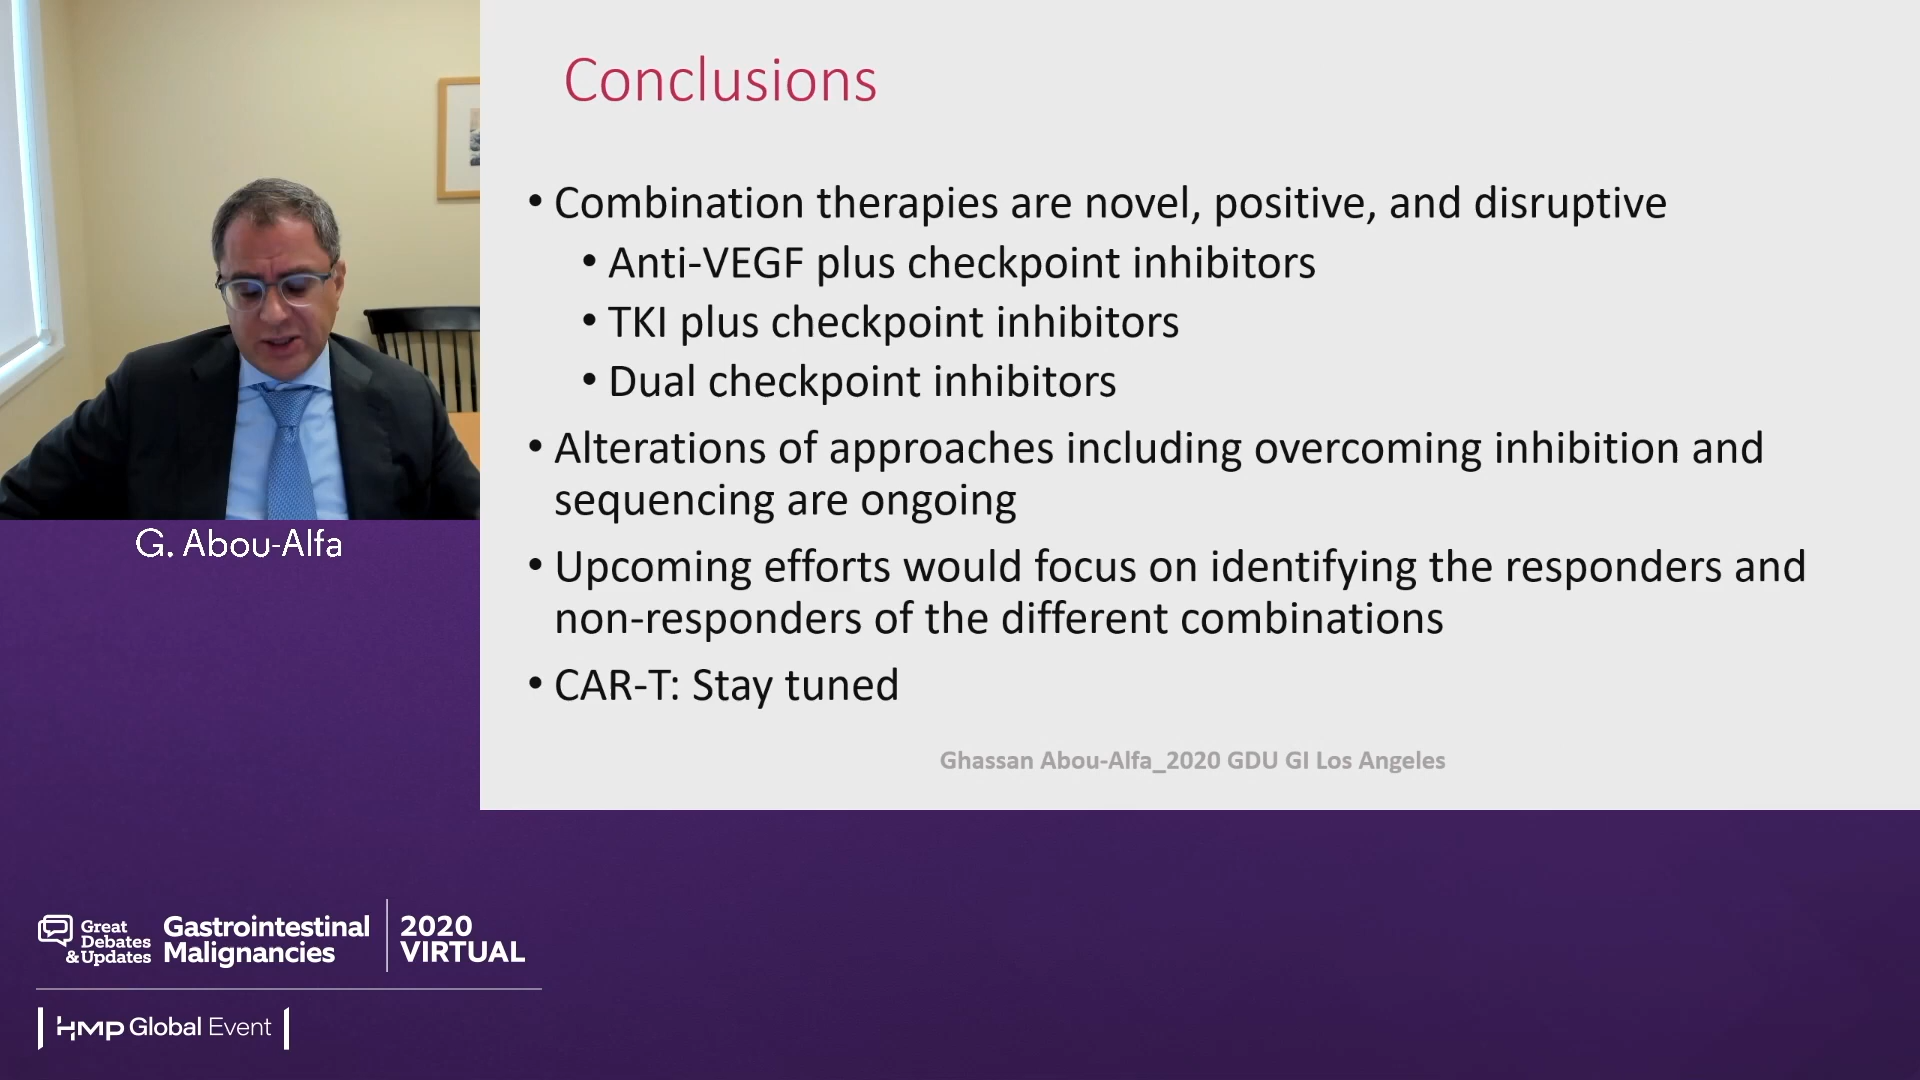 Conclusions
• Combination therapies are novel, positive, and disruptive
• Anti-VEGF plus checkpoint inhibitors
• TKI plus checkpoint inhibitors
• Dual checkpoint inhibitors
• Alterations of approaches including overcoming inhibition and
sequencing are ongoing
• Upcoming efforts would focus on identifying the responders and
non-responders of the different combinations
• CAR-T: Stay tuned
Ghassan Abou-Alfa_2020 GDU GI Los Angeles
G. Abou-Alfa
Great
Debates
&Updates
Gastrointestinal
Malignancies
2020
VIRTUAL
HMP Global Event